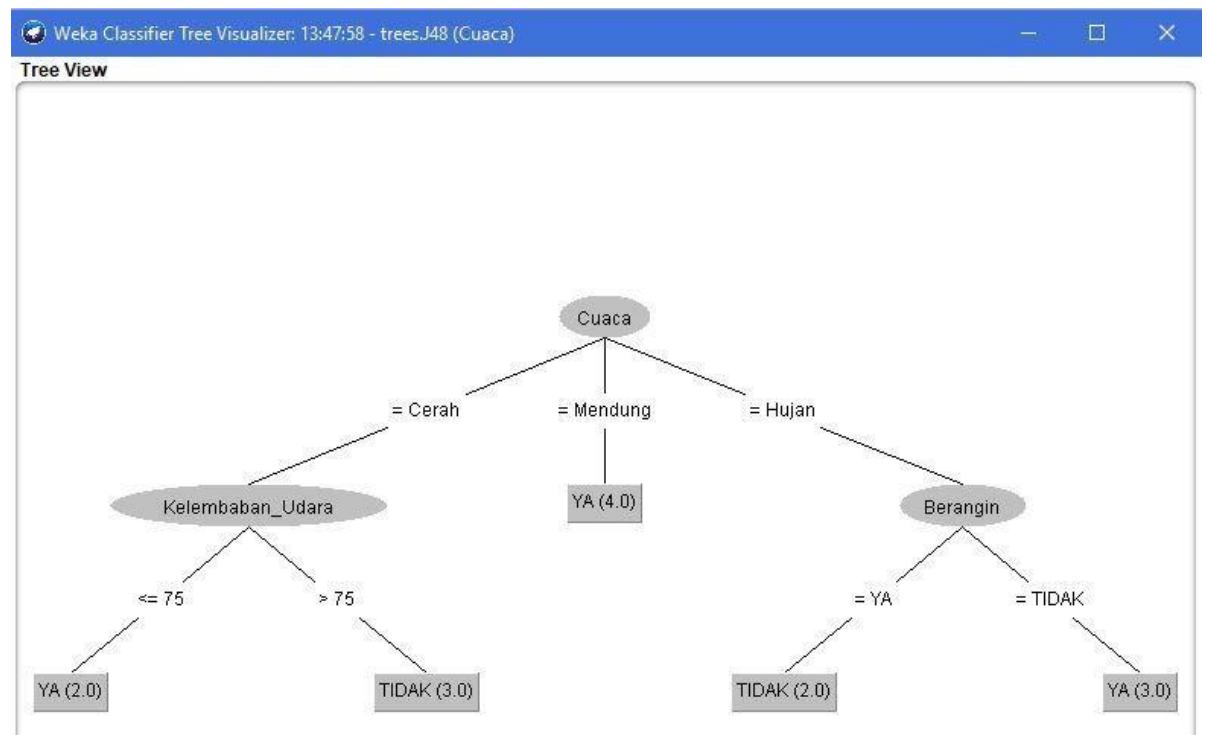 Weka Classifier Tree Visualizer: 13:47:58 - trees.J48 (Cuaca)
Tree View
Cuaca
= Cerah
= Mendung
= Hujan
Kelembaban_Udara
YA (4.0)
Berangin
<= 75
> 75
= YA
= TIDAK
YA (2.0)
TIDAK (3.0)
TIDAK (2.0)
YA (3.0)